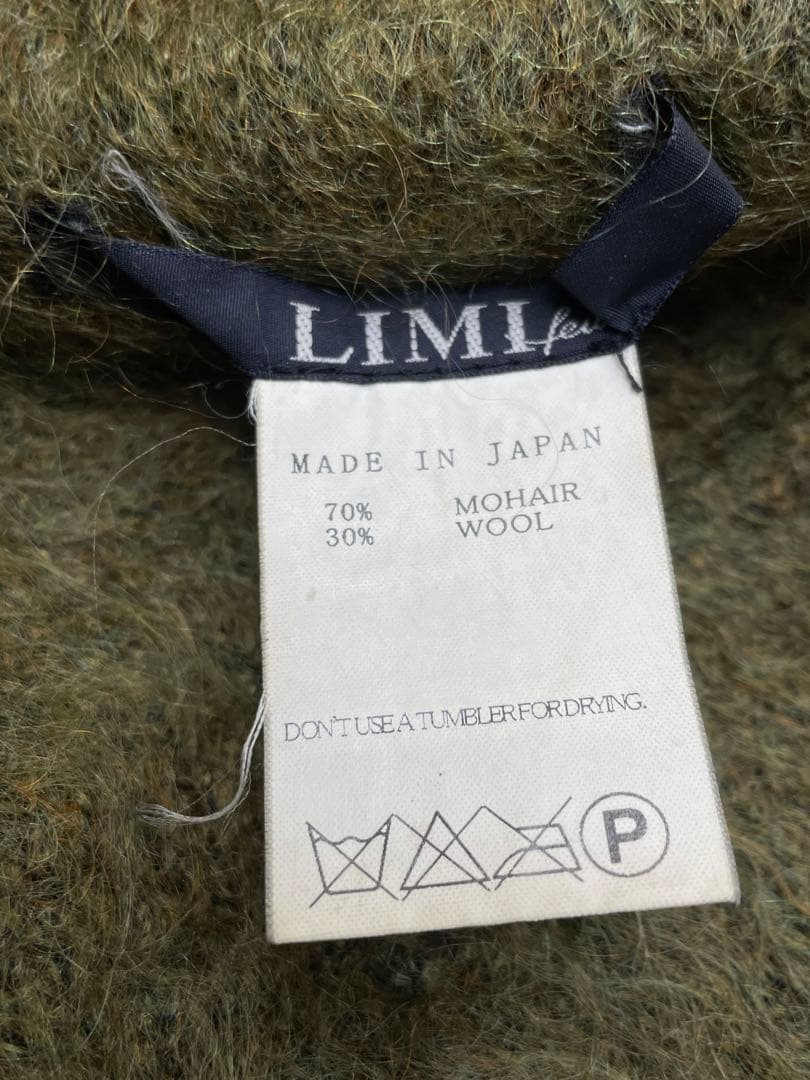 LIMI
MADE IN JAPAN
70% MOHAIR
30% WOOL
DON'T USE A TUMBLER FOR DRYING.
P